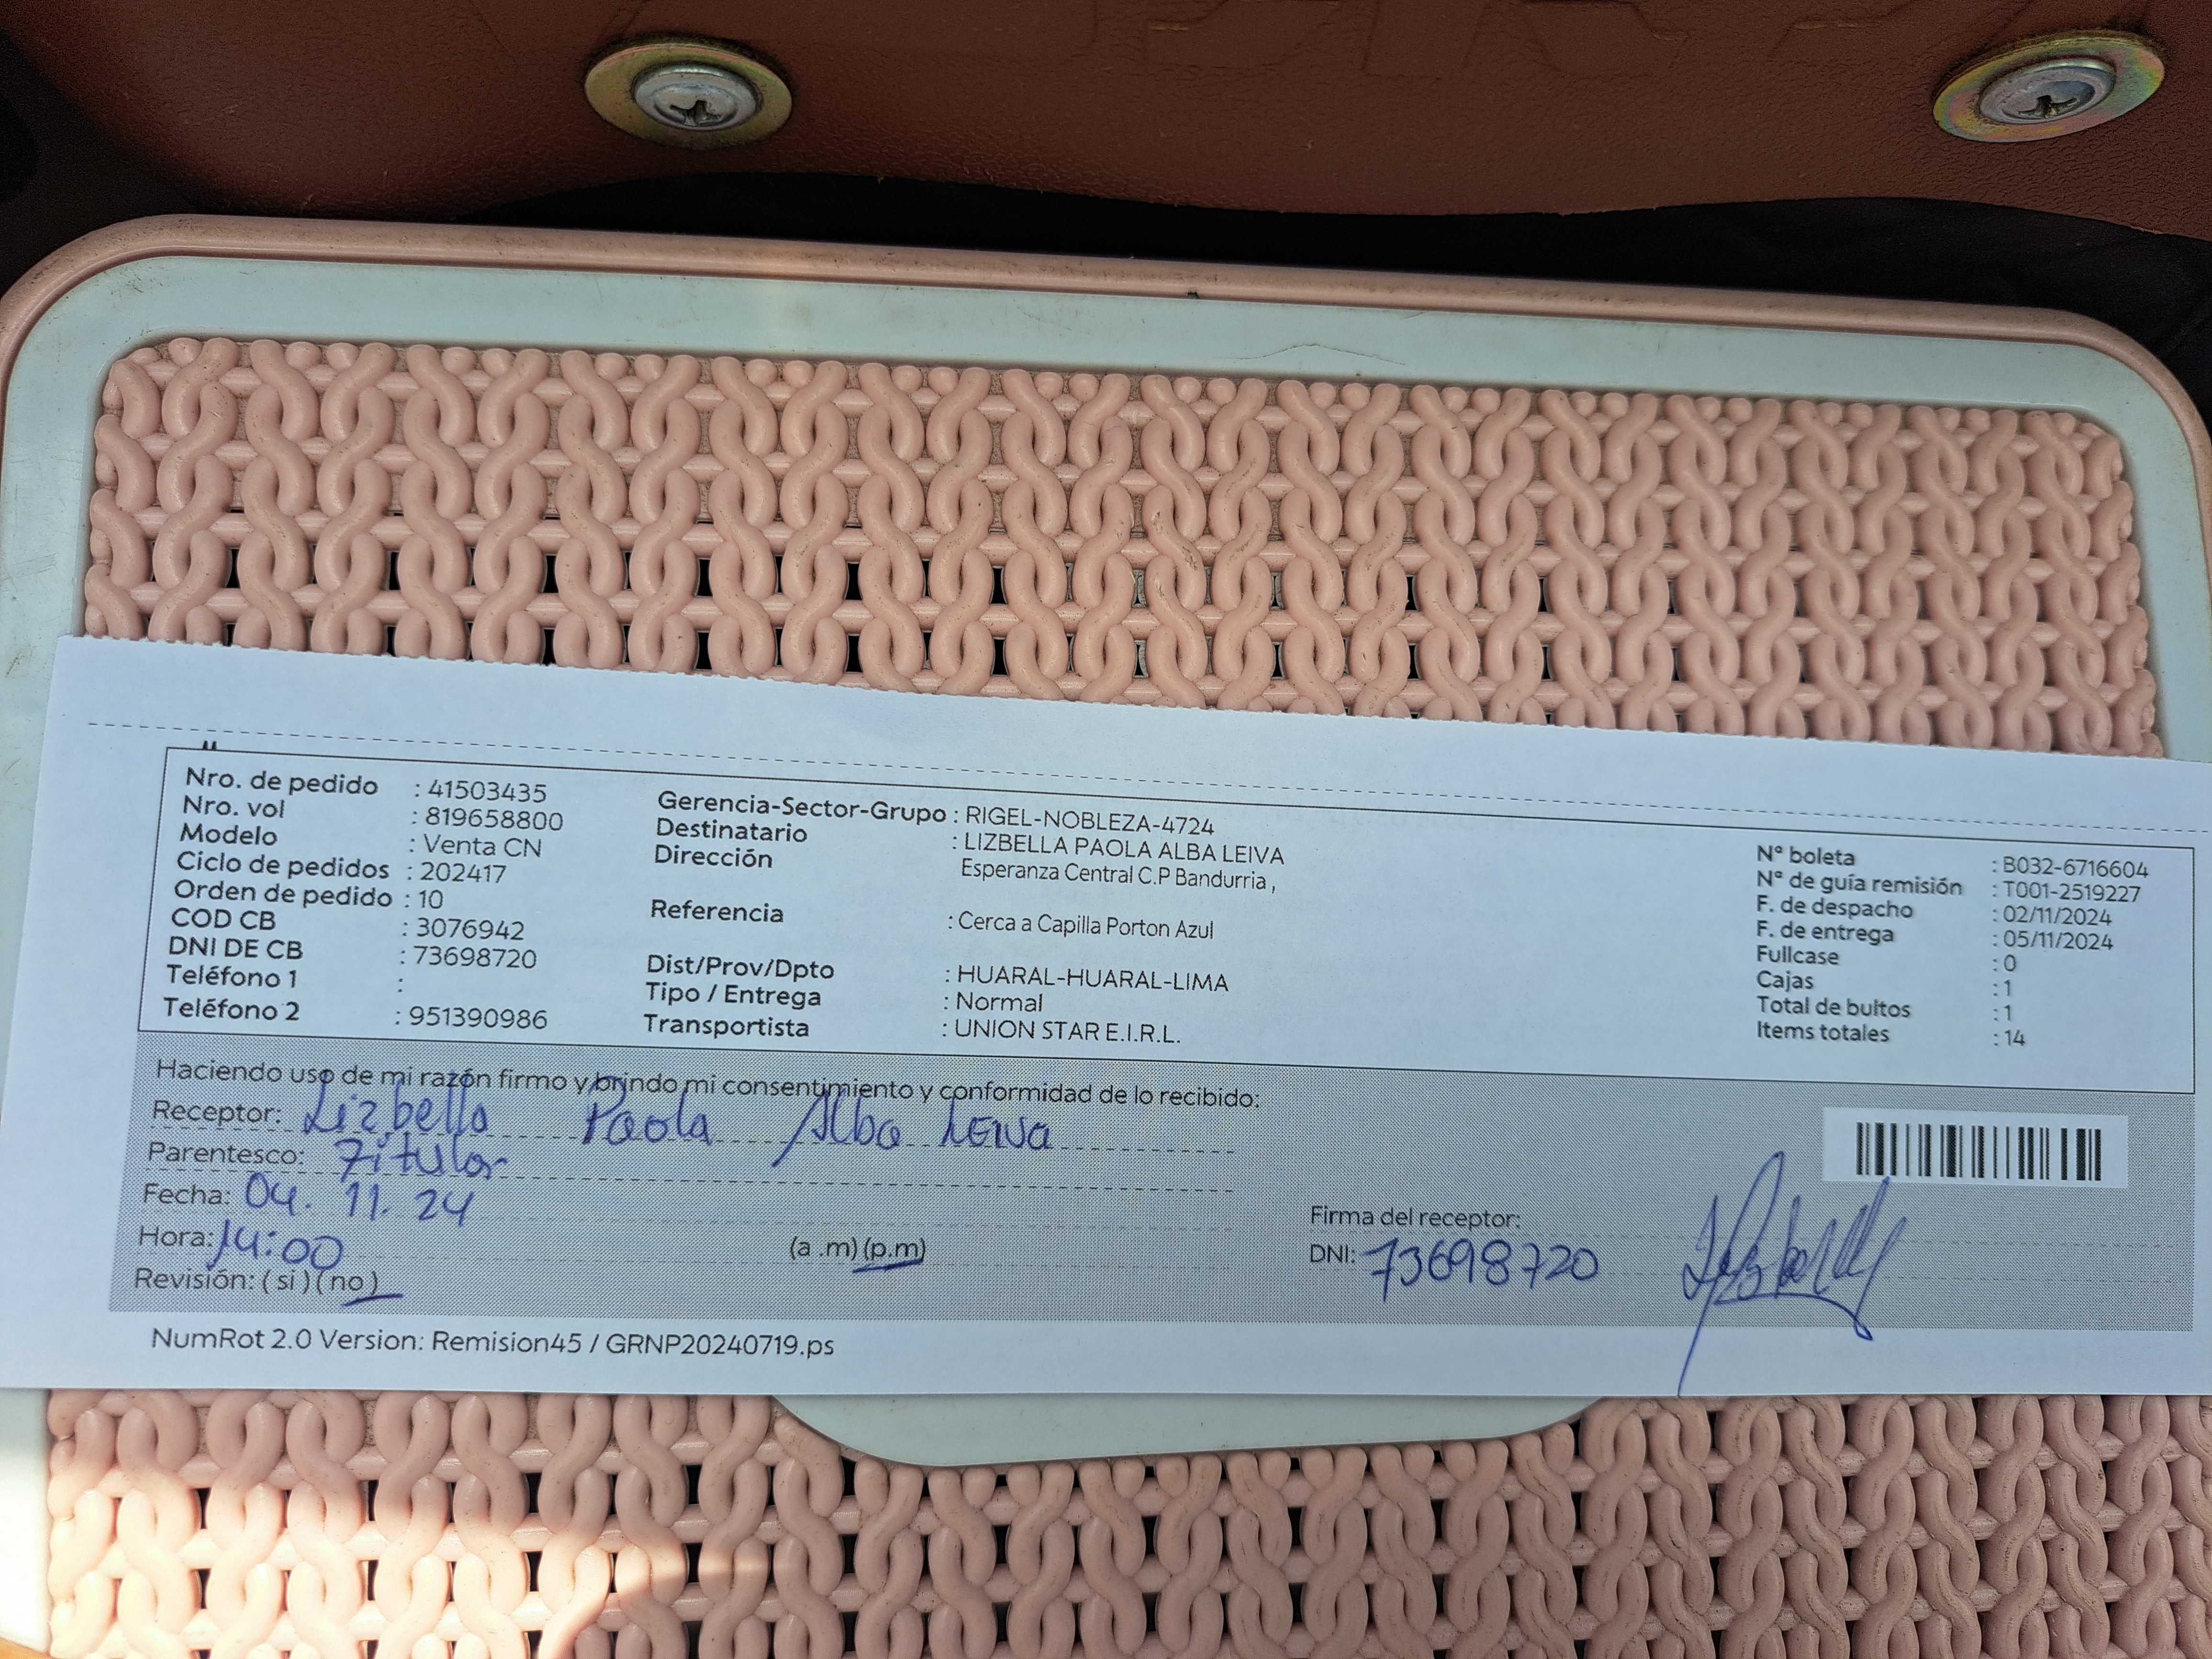 Nro. de pedido : 41503435
Nro. vol : 819658800
Modelo : Venta CN
Ciclo de pedidos : 202417
Orden de pedido : 10
COD CB : 3076942
DNI DE CB : 73698720
Teléfono 1 :
Teléfono 2 : 951390986
Gerencia-Sector-Grupo : RIGEL-NOBLEZA-4724
Destinatario : LIZBELLA PAOLA ALBA LEIVA
Dirección Esperanza Central C.P Bandurria ,
Referencia : Cerca a Capilla Porton Azul
Dist/Prov/Dpto : HUARAL-HUARAL-LIMA
Tipo / Entrega : Normal
Transportista : UNION STAR E.I.R.L.
N° boleta : B032-6716604
N° de guía remisión : T001-2519227
F. de despacho : 02/11/2024
F. de entrega : 05/11/2024
Fullcase : 0
Cajas : 1
Total de bultos : 1
Items totales : 14
Haciendo uso de mi razón firmo y brindo mi consentimiento y conformidad de lo recibido:
Receptor: Lizbella Paola Alba Leiva
Parentesco: Titular
Fecha: 04. 11. 24
Hora: 14:00 (a .m) (p.m)
Revisión: ( si ) ( no )
Firma del receptor:
DNI: 73698720
NumRot 2.0 Version: Remision45 / GRNP20240719.ps